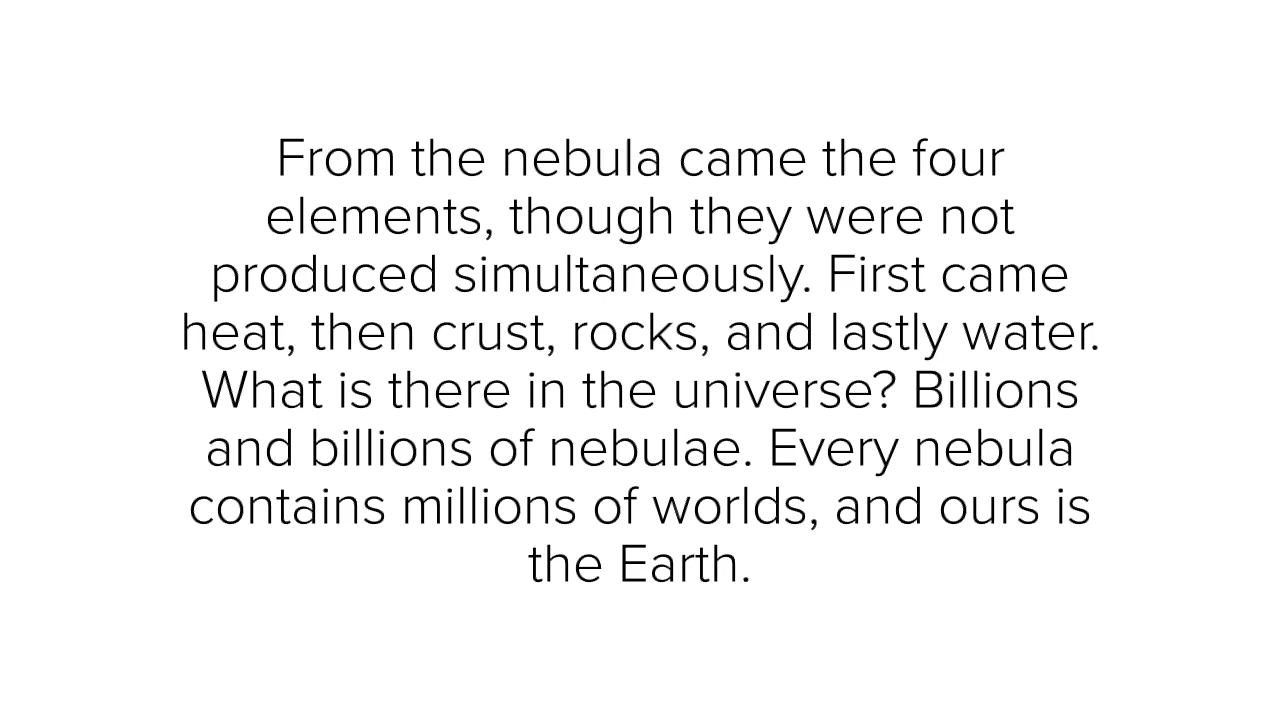 From the nebula came the four
elements, though they were not
produced simultaneously. First came
heat, then crust, rocks, and lastly water.
What is there in the universe? Billions
and billions of nebulae. Every nebula
contains millions of worlds, and ours is
the Earth.